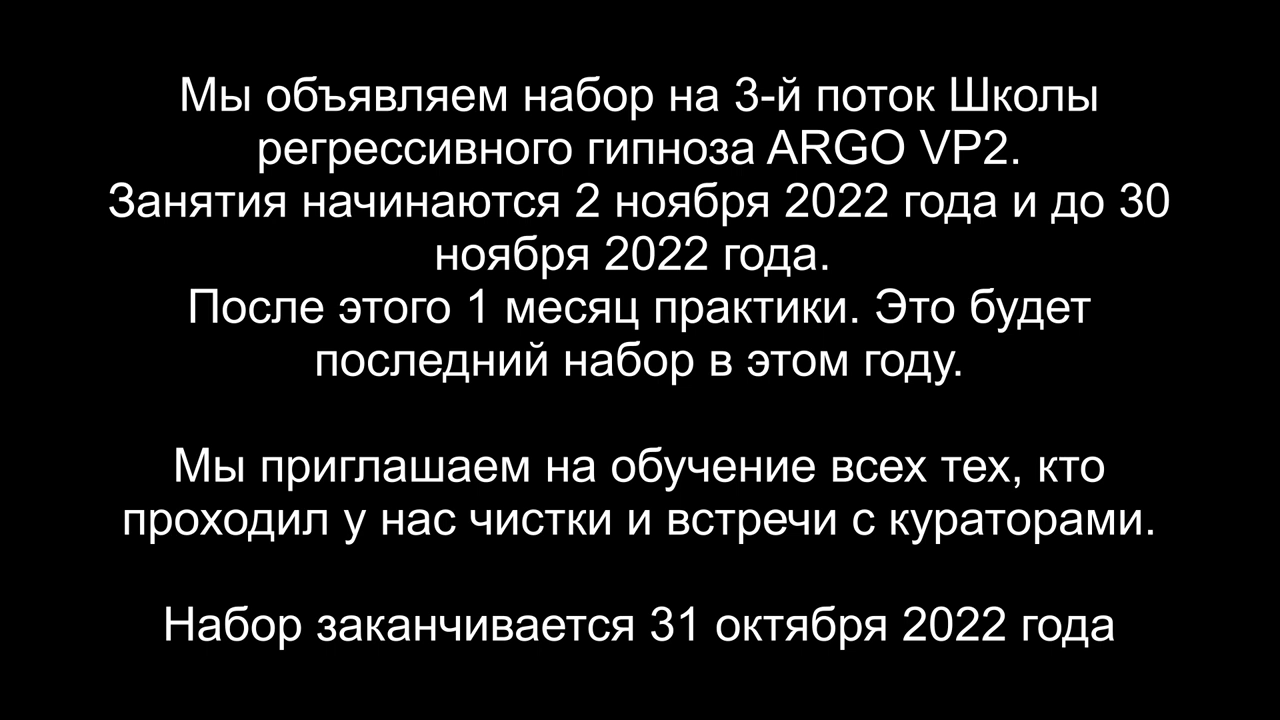 Мы объявляем набор на 3-й поток Школы
регрессивного гипноза ARGO VP2.
Занятия начинаются 2 ноября 2022 года и до 30
ноября 2022 года.
После этого 1 месяц практики. Это будет
последний набор в этом году.
Мы приглашаем на обучение всех тех, кто
проходил у нас чистки и встречи с кураторами.
Набор заканчивается 31 октября 2022 года